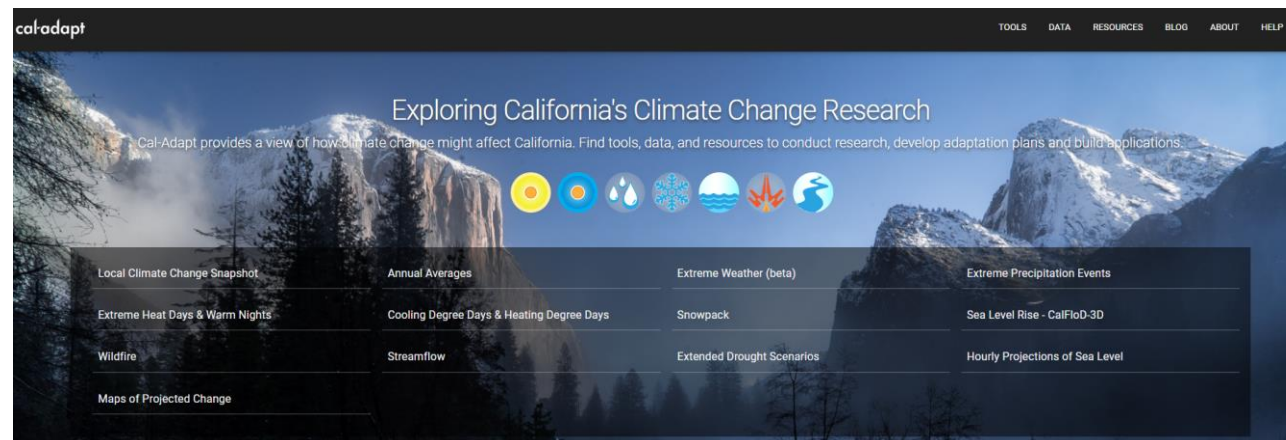 cal-adapt
TOOLS DATA RESOURCES BLOG ABOUT HELP
Exploring California's Climate Change Research
Cal-Adapt provides a view of how climate change might affect California. Find tools, data, and resources to conduct research, develop adaptation plans and build applications.
Local Climate Change Snapshot
Annual Averages
Extreme Weather (beta)
Extreme Precipitation Events
Extreme Heat Days & Warm Nights
Cooling Degree Days & Heating Degree Days
Snowpack
Sea Level Rise - CalFloD-3D
Wildfire
Streamflow
Extended Drought Scenarios
Hourly Projections of Sea Level
Maps of Projected Change